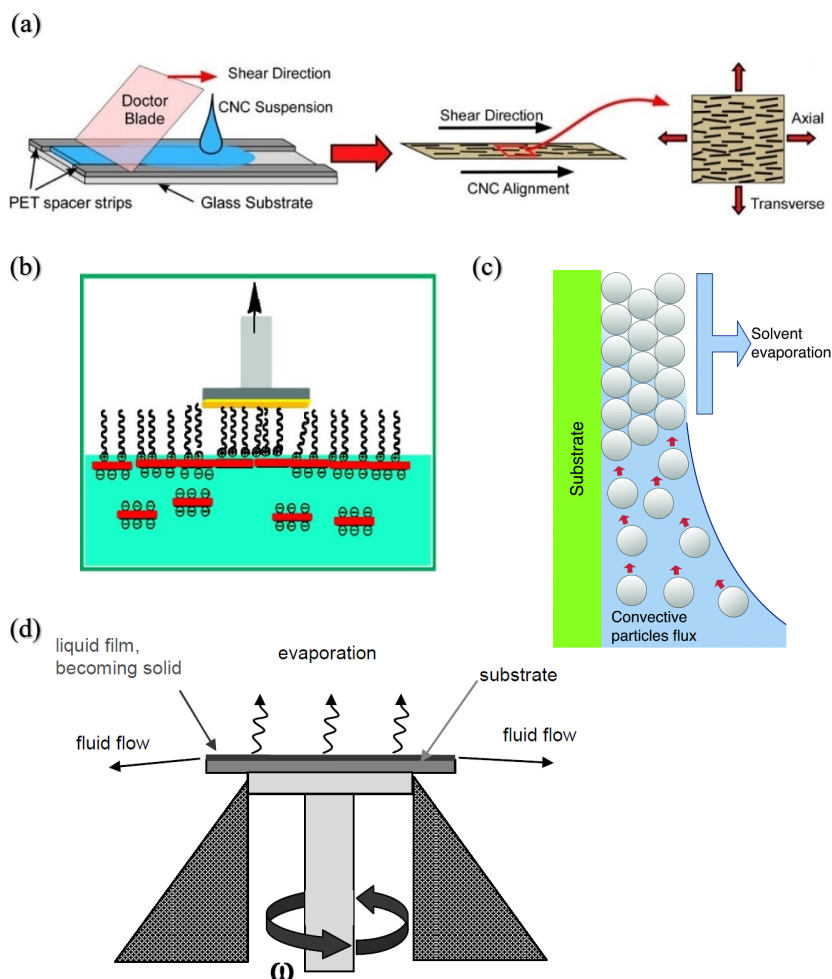 (a)
Doctor
Blade
Shear Direction
CNC Suspension
PET spacer strips
Glass Substrate
Shear Direction
CNC Alignment
Axial
Transverse
(b)
(c)
Substrate
Solvent
evaporation
Convective
particles flux
(d)
liquid film,
becoming solid
evaporation
substrate
fluid flow
fluid flow
ω